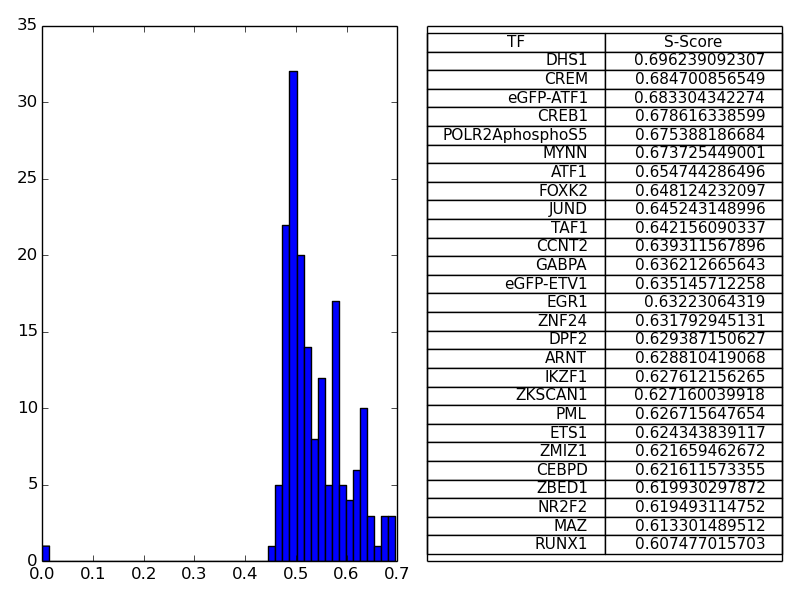 35
30
25
20
15
10
5
0
0.0 0.1 0.2 0.3 0.4 0.5 0.6 0.7
TF S-Score
DHS1 0.696239092307
CREM 0.684700856549
eGFP-ATF1 0.683304342274
CREB1 0.678616338599
POLR2AphosphoS5 0.675388186684
MYNN 0.673725449001
ATF1 0.654744286496
FOXK2 0.648124232097
JUND 0.645243148996
TAF1 0.642156090337
CCNT2 0.639311567896
GABPA 0.636212665643
eGFP-ETV1 0.635145712258
EGR1 0.63223064319
ZNF24 0.631792945131
DPF2 0.629387150627
ARNT 0.628810419068
IKZF1 0.627612156265
ZKSCAN1 0.627160039918
PML 0.626715647654
ETS1 0.624343839117
ZMIZ1 0.621659462672
CEBPD 0.621611573355
ZBED1 0.619930297872
NR2F2 0.619493114752
MAZ 0.613301489512
RUNX1 0.607477015703